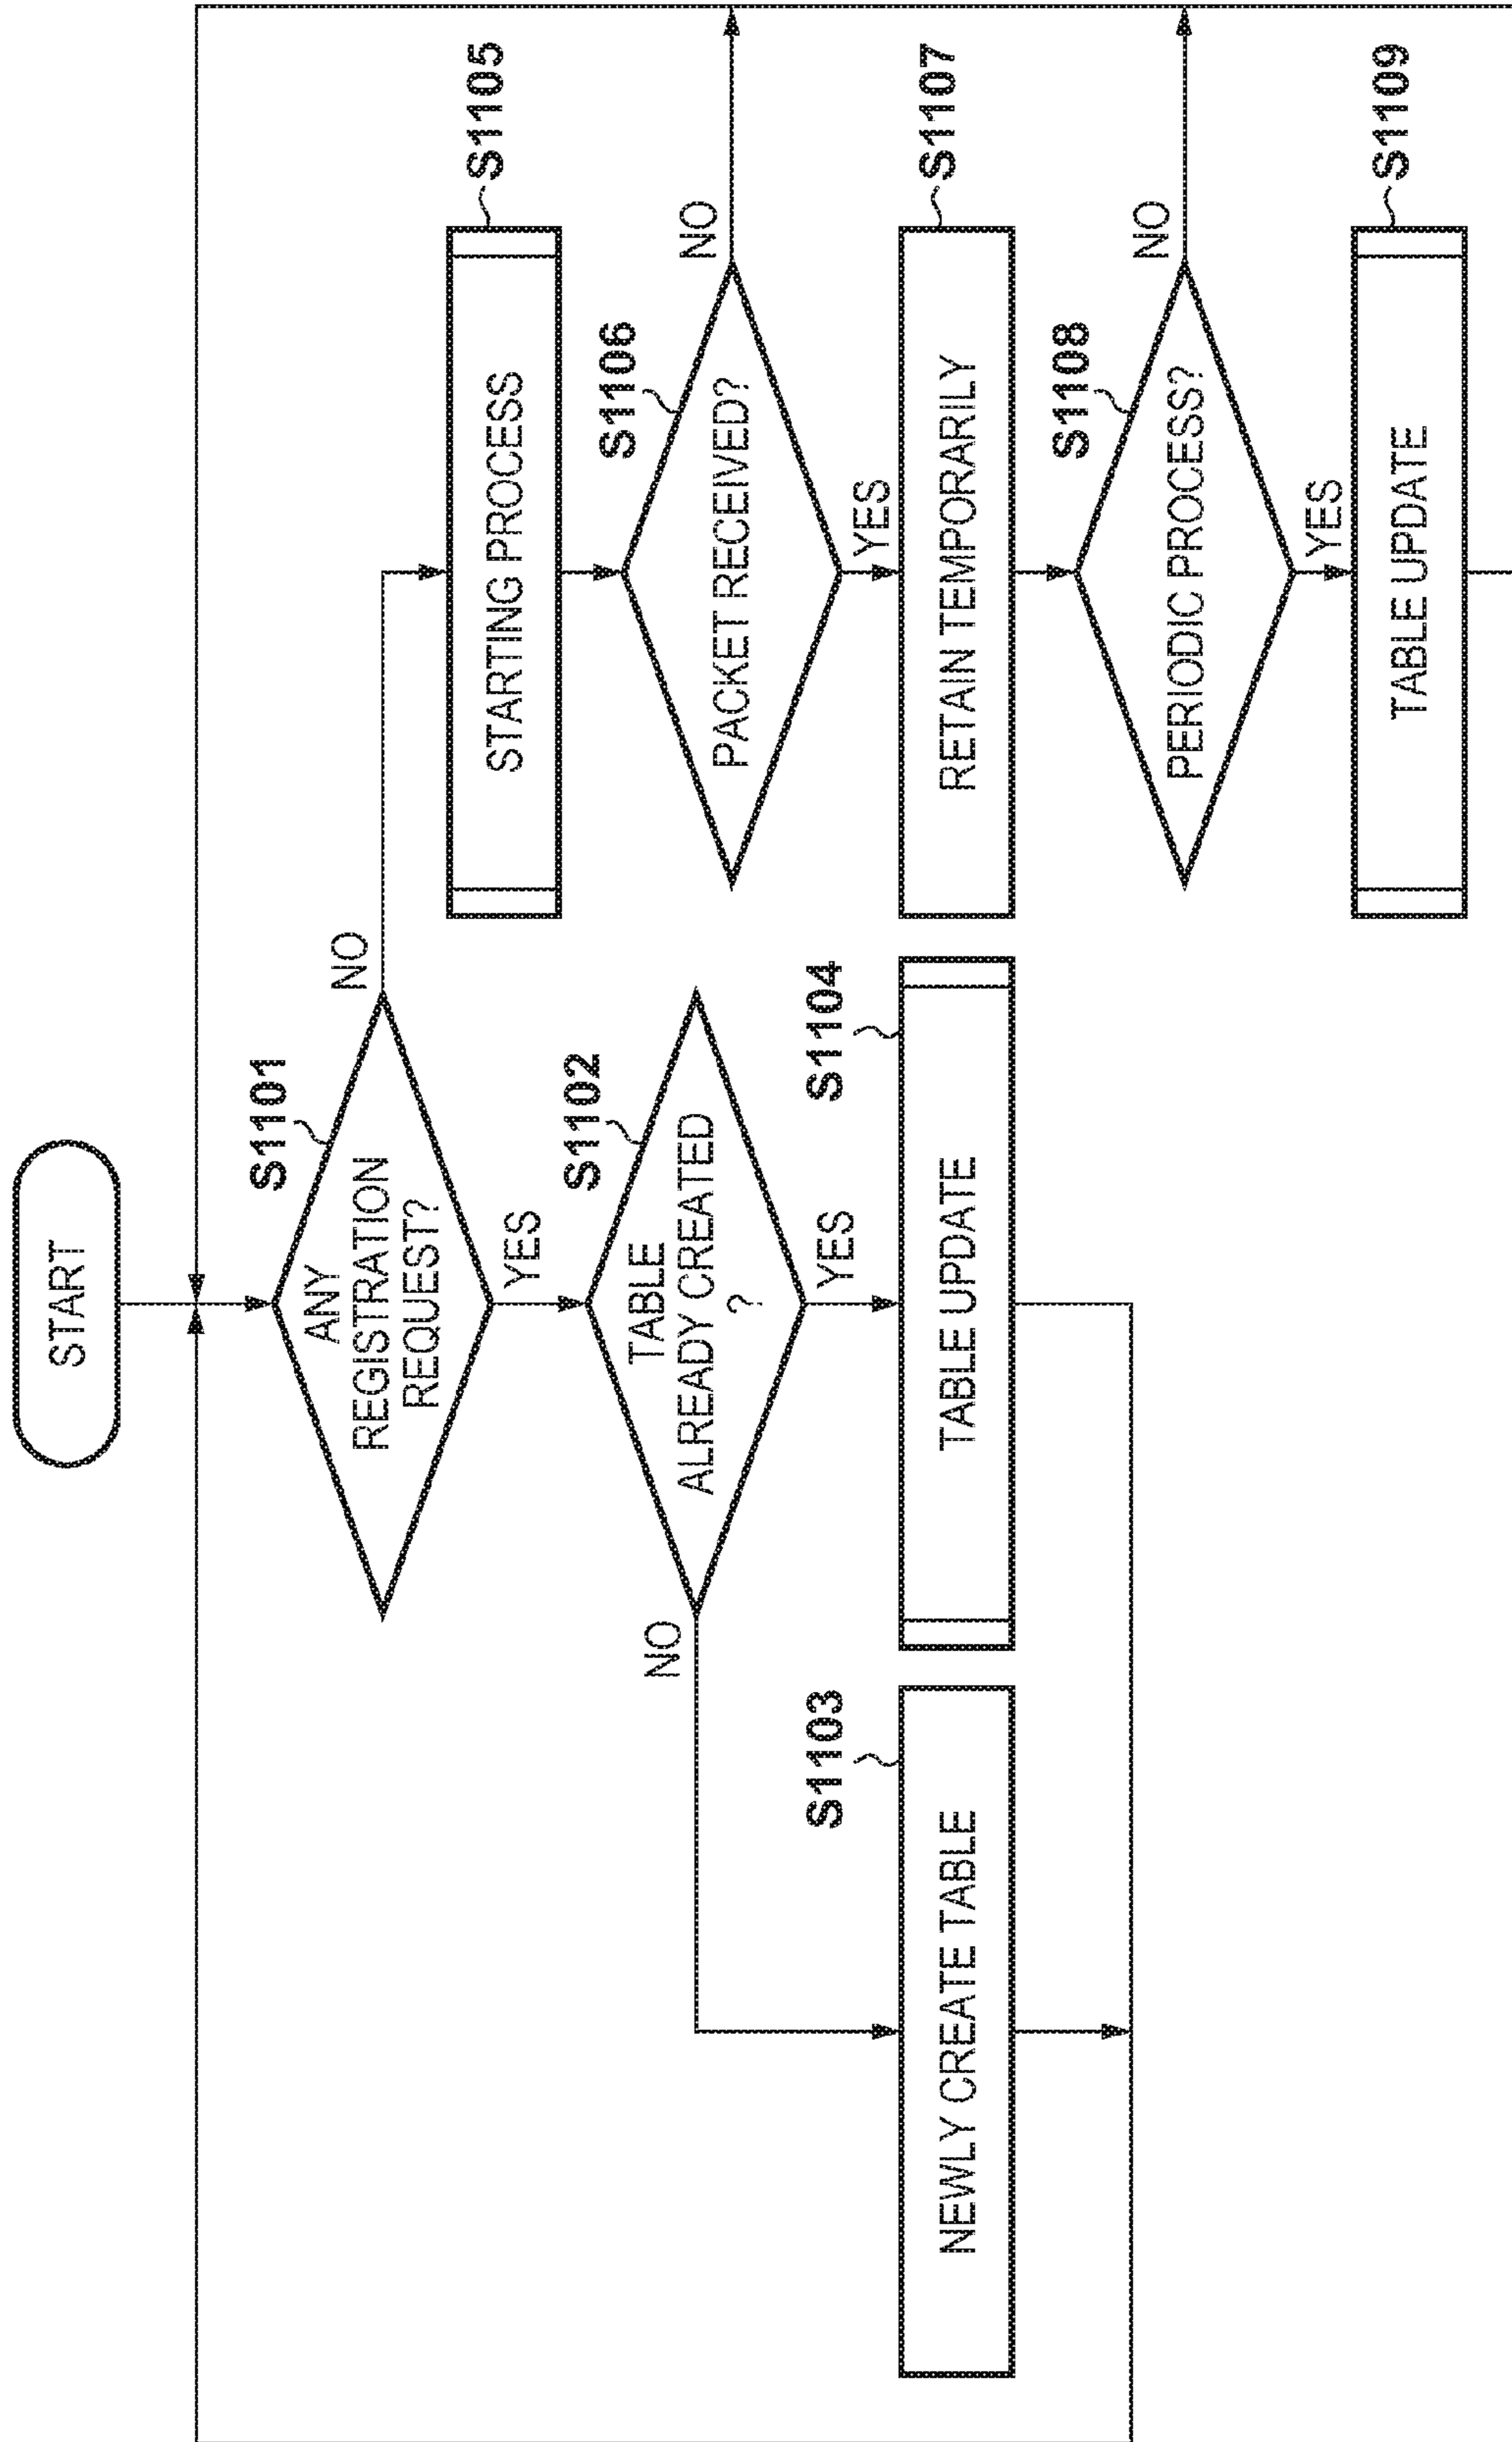 START
S1101
ANY
REGISTRATION
REQUEST?
NO
YES
S1102
TABLE
ALREADY CREATED
?
NO
YES
S1103
NEWLY CREATE TABLE
S1104
TABLE UPDATE
S1105
STARTING PROCESS
S1106
PACKET RECEIVED?
NO
YES
S1107
RETAIN TEMPORARILY
S1108
PERIODIC PROCESS?
NO
YES
S1109
TABLE UPDATE